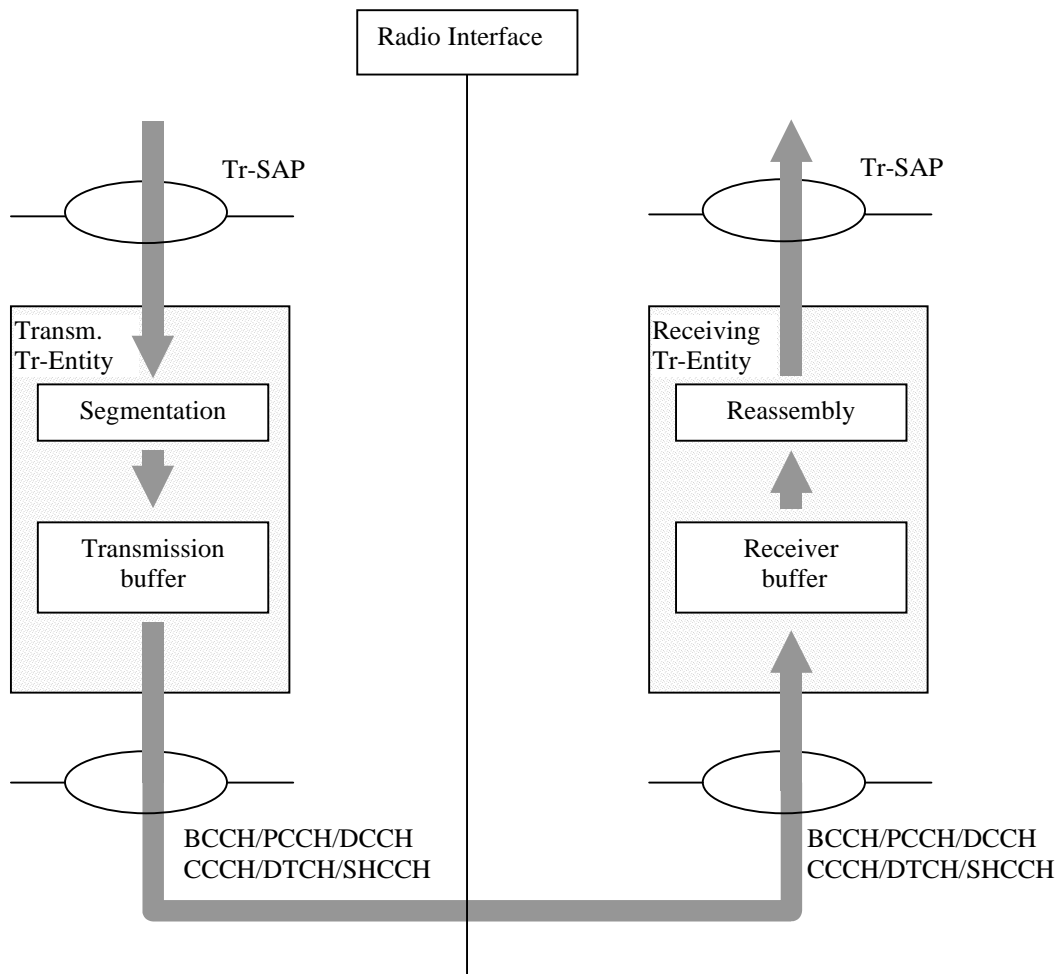 Radio Interface
Tr-SAP
Tr-SAP
Transm.
Tr-Entity
Receiving
Tr-Entity
Segmentation
Reassembly
Transmission
buffer
Receiver
buffer
BCCH/PCCH/DCCH
CCCH/DTCH/SHCCH
BCCH/PCCH/DCCH
CCCH/DTCH/SHCCH